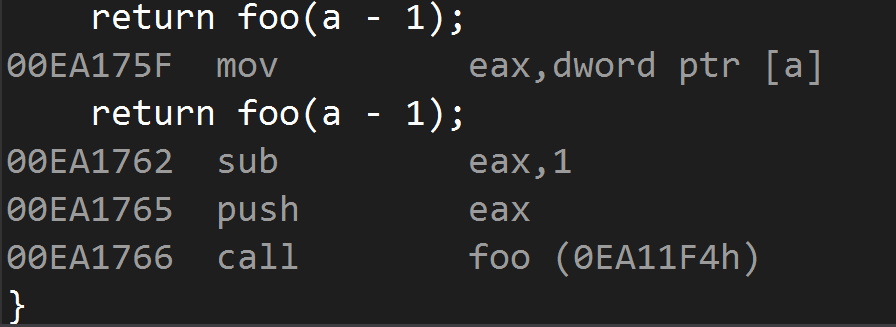 return foo(a - 1);
00EA175F mov eax,dword ptr [a]
return foo(a - 1);
00EA1762 sub eax,1
00EA1765 push eax
00EA1766 call foo (0EA11F4h)
}